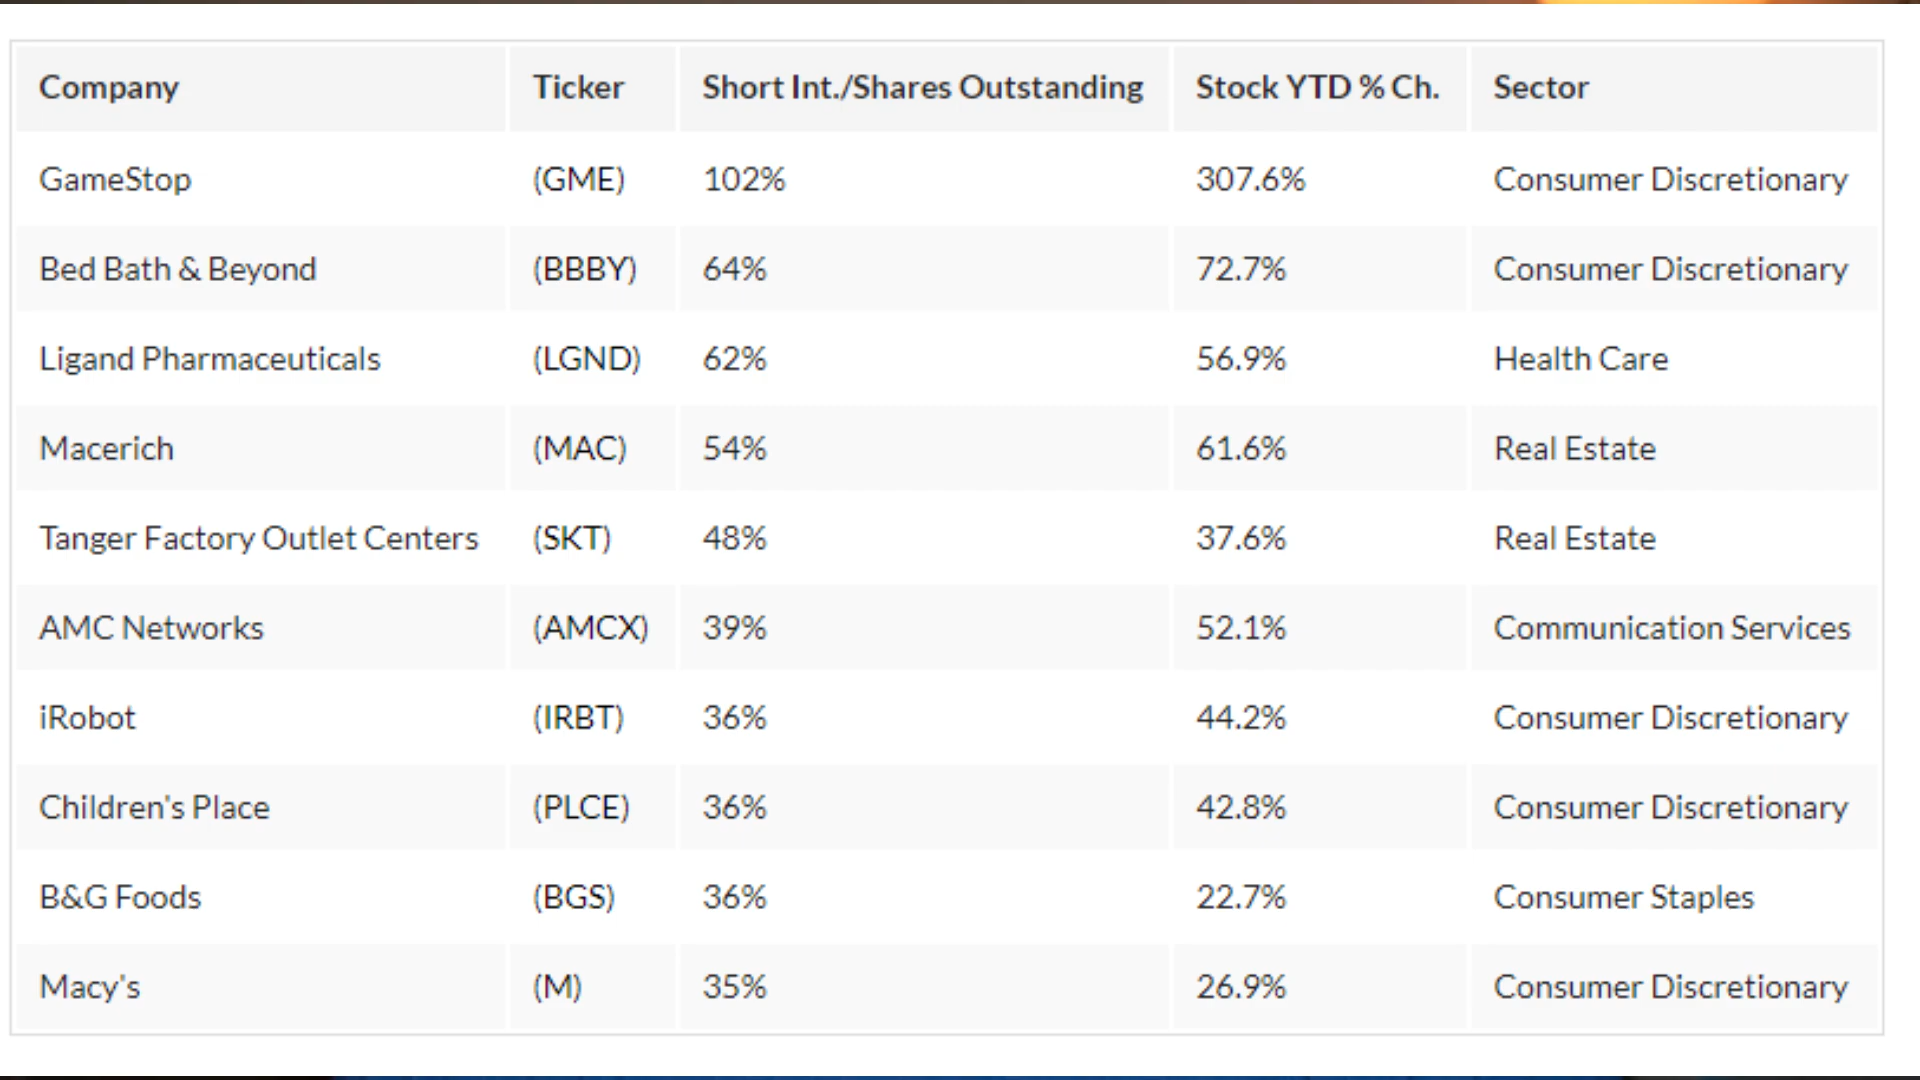 Company Ticker Short Int./Shares Outstanding Stock YTD % Ch. Sector
GameStop (GME) 102% 307.6% Consumer Discretionary
Bed Bath & Beyond (BBBY) 64% 72.7% Consumer Discretionary
Ligand Pharmaceuticals (LGND) 62% 56.9% Health Care
Macerich (MAC) 54% 61.6% Real Estate
Tanger Factory Outlet Centers (SKT) 48% 37.6% Real Estate
AMC Networks (AMCX) 39% 52.1% Communication Services
iRobot (IRBT) 36% 44.2% Consumer Discretionary
Children's Place (PLCE) 36% 42.8% Consumer Discretionary
B&G Foods (BGS) 36% 22.7% Consumer Staples
Macy's (M) 35% 26.9% Consumer Discretionary